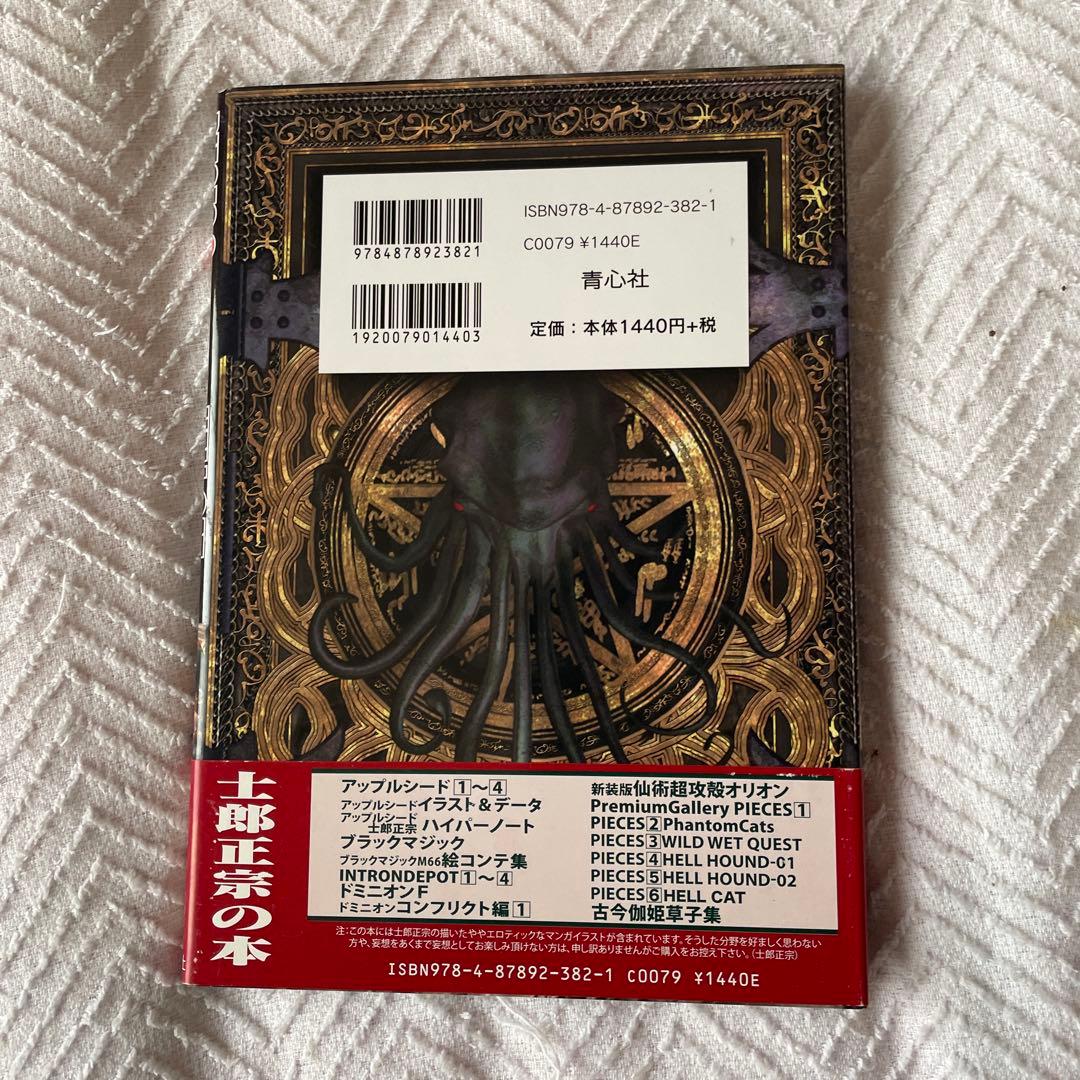 9784878923821
1920079014403
ISBN978-4-87892-382-1
C0079 ¥1440E
青心社
定価：本体1440円+税
士郎正宗の本
アップルシード1～4
アップルシードイラスト＆データ
アップルシード
士郎正宗 ハイパーノート
ブラックマジック
ブラックマジックM66絵コンテ集
INTRONDEPOT1～4
ドミニオンF
ドミニオンコンフリクト編1
新装版仙術超攻殻オリオン
PremiumGallery PIECES1
PIECES2PhantomCats
PIECES3WILD WET QUEST
PIECES4HELL HOUND-01
PIECES5HELL HOUND-02
PIECES6HELL CAT
古今伽姫草子集
注：この本には士郎正宗の描いたややエロティックなマンガイラストが含まれています。そうした分野を好ましく思わない
方や、妄想をあくまで妄想としてお楽しみ頂けない方は、申し訳ありませんがご購入をお控え下さい。（士郎正宗）
ISBN978-4-87892-382-1 C0079 ¥1440E